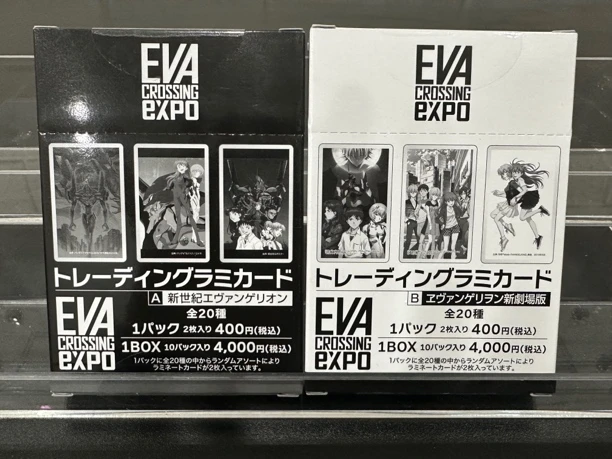 EVA
CROSSING
eXPO
トレーディングラミカード
A 新世紀エヴァンゲリオン
全20種
1パック 2枚入り 400円(税込)
1BOX 10パック入り 4,000円(税込)
1パックに全20種の中からランダムアソートにより
ラミネートカードが2枚入っています。
EVA
CROSSING
eXPO
EVA
CROSSING
eXPO
トレーディングラミカード
B ヱヴァンゲリヲン新劇場版
全20種
1パック 2枚入り 400円(税込)
1BOX 10パック入り 4,000円(税込)
1パックに全20種の中からランダムアソートにより
ラミネートカードが2枚入っています。
EVA
CROSSING
eXPO